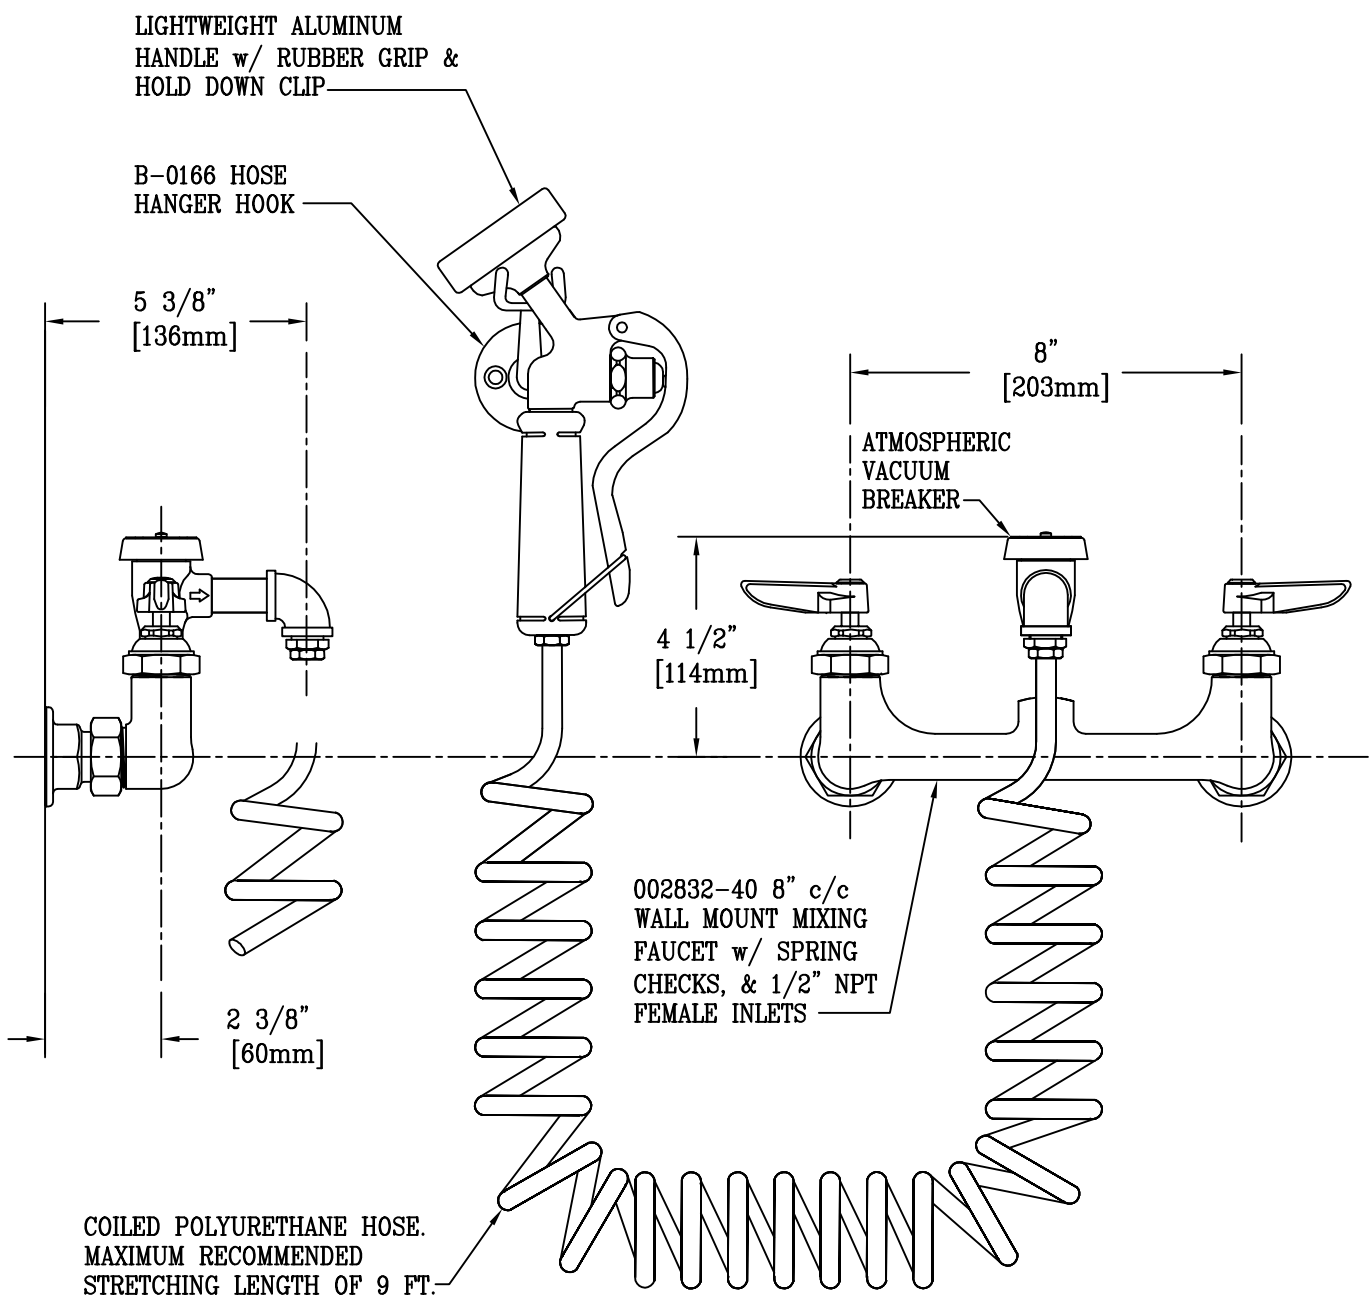 LIGHTWEIGHT ALUMINUM
HANDLE w/ RUBBER GRIP &
HOLD DOWN CLIP
B-0166 HOSE
HANGER HOOK
5 3/8”
[136mm]
8”
[203mm]
ATMOSPHERIC
VACUUM
BREAKER
4 1/2”
[114mm]
002832-40 8” c/c
WALL MOUNT MIXING
FAUCET w/ SPRING
CHECKS, & 1/2” NPT
FEMALE INLETS
2 3/8”
[60mm]
COILED POLYURETHANE HOSE.
MAXIMUM RECOMMENDED
STRETCHING LENGTH OF 9 FT.